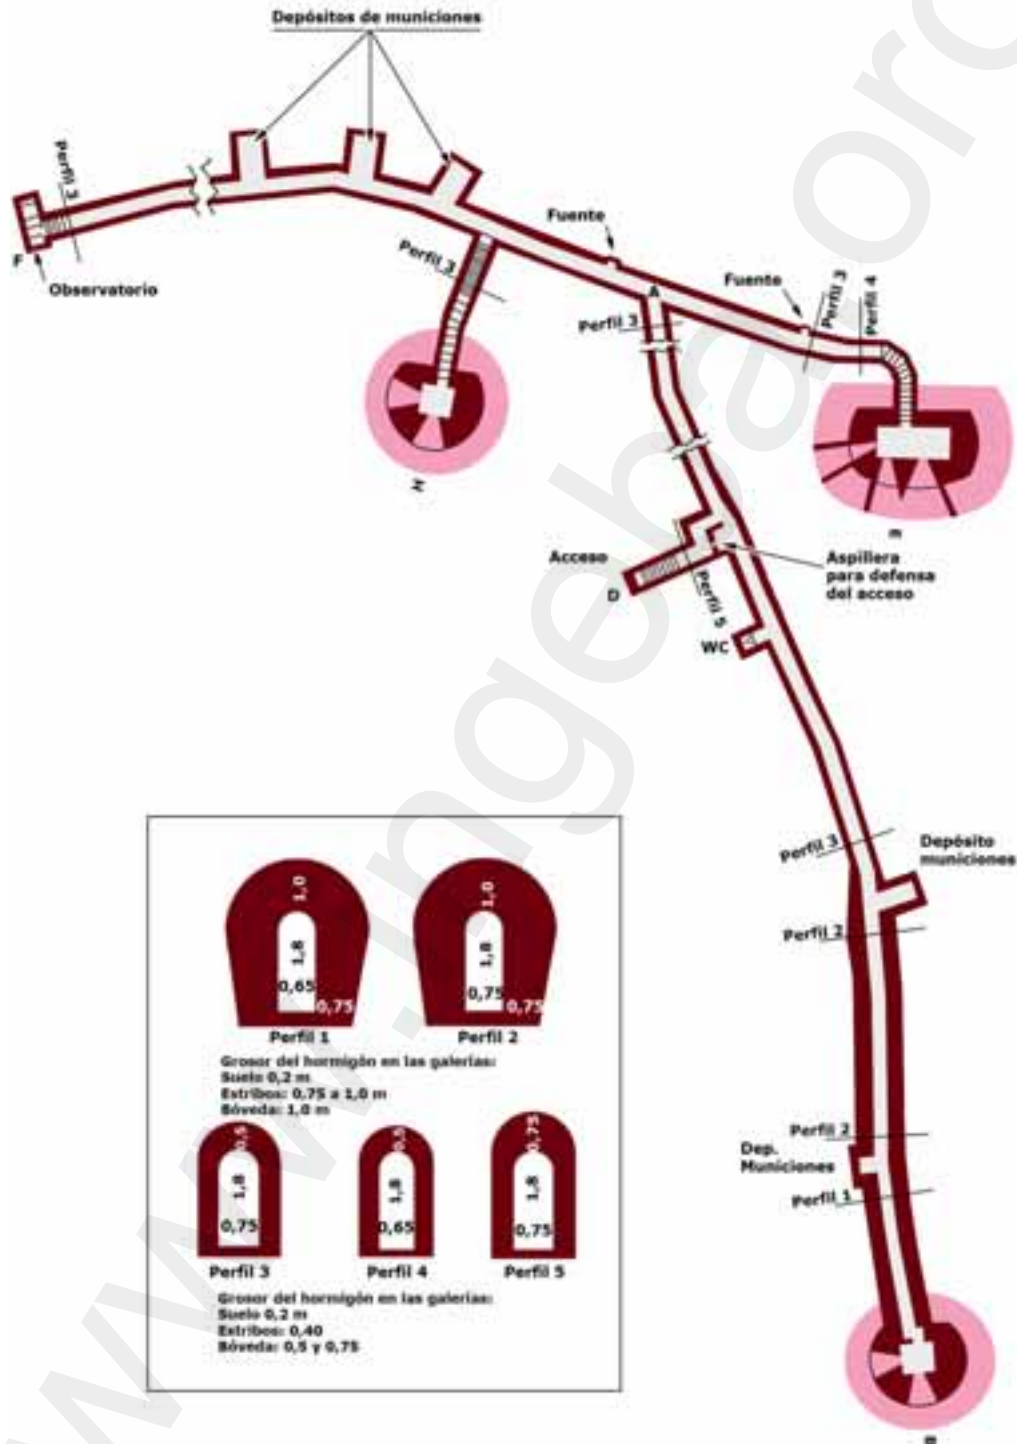 Depósitos de municiones
Perfil 3
F
Observatorio
Perfil 3
Fuente
A
Fuente
Perfil 3
Perfil 4
Perfil 3
Acceso
D
Perfil 5
Aspillera
para defensa
del acceso
WC
Perfil 3
Depósito
municiones
Perfil 2
Perfil 2
Dep.
Municiones
Perfil 1
1,0
1,8
0,65
0,75
Perfil 1
1,0
1,8
0,75
0,75
Perfil 2
Grosor del hormigón en las galerias:
Suelo 0,2 m
Estribos: 0,75 a 1,0 m
Bóveda: 1,0 m
0,5
1,8
0,75
Perfil 3
0,5
1,8
0,65
Perfil 4
0,75
1,8
0,75
Perfil 5
Grosor del hormigón en las galerias:
Suelo 0,2 m
Estribos: 0,40
Bóveda: 0,5 y 0,75